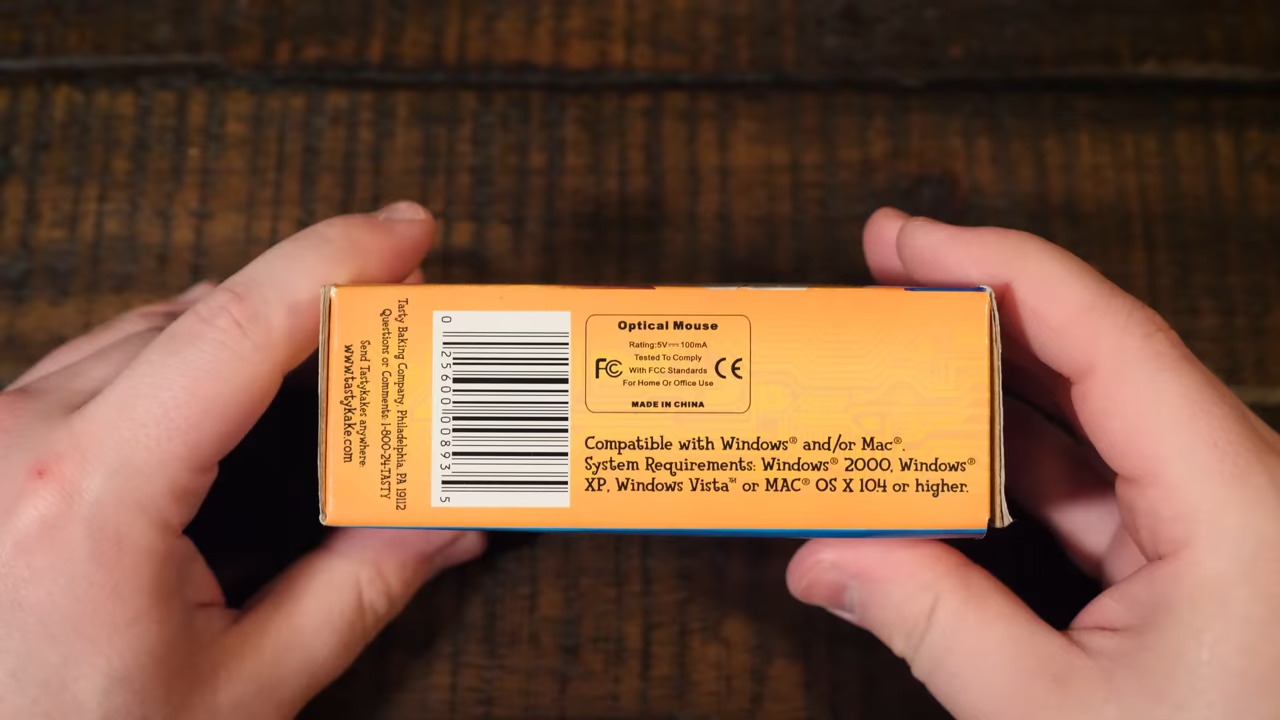 Tasty Baking Company, Philadelphia, PA 19112
Questions or Comments: 1-800-24-TASTY
Send Tastykakes anywhere:
www.tastykake.com
0 25600 00893 5
Optical Mouse
Rating:5V⎓100mA
Tested To Comply
FC With FCC Standards CE
For Home Or Office Use
MADE IN CHINA
Compatible with Windows® and/or Mac®.
System Requirements: Windows® 2000, Windows®
XP, Windows Vista™ or MAC® OS X 10.4 or higher.